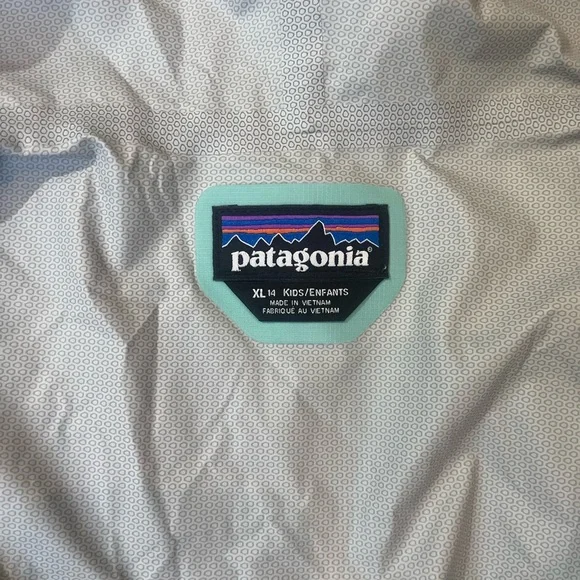 patagonia®
XL 14 KIDS/ENFANTS
MADE IN VIETNAM
FABRIQUÉ AU VIETNAM